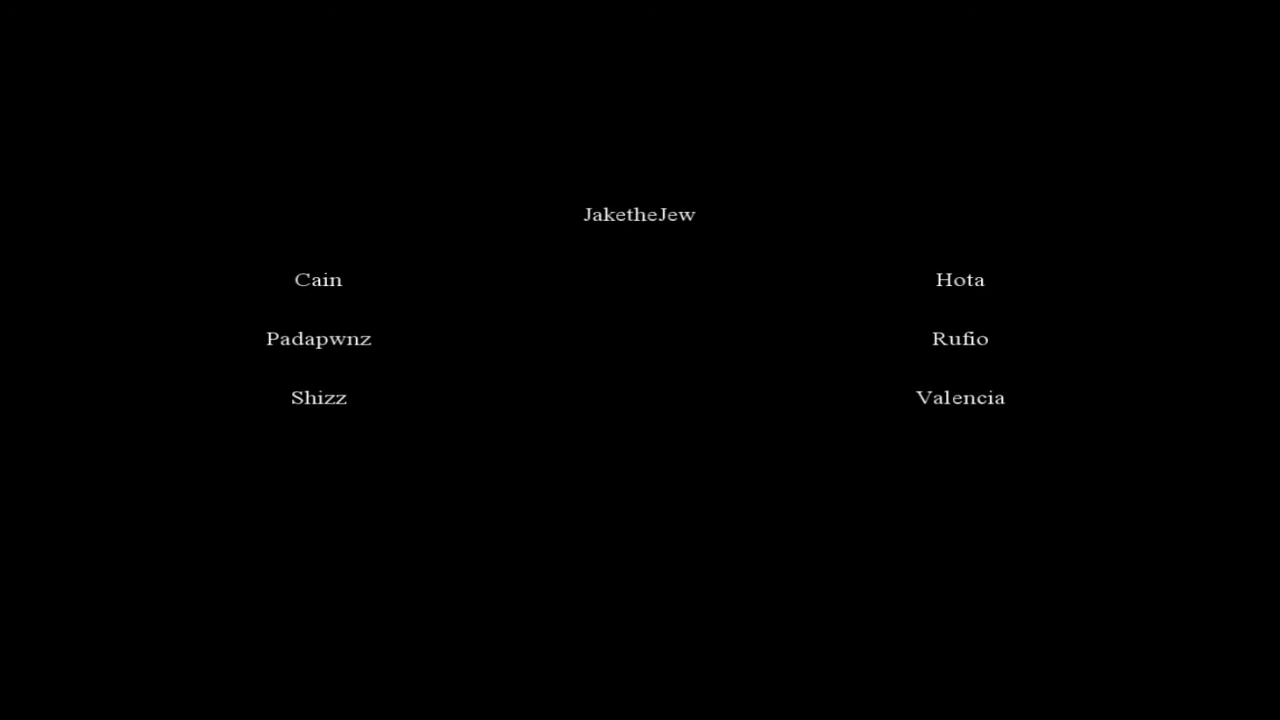 JaketheJew
Cain
Hota
Padapwnz
Rufio
Shizz
Valencia